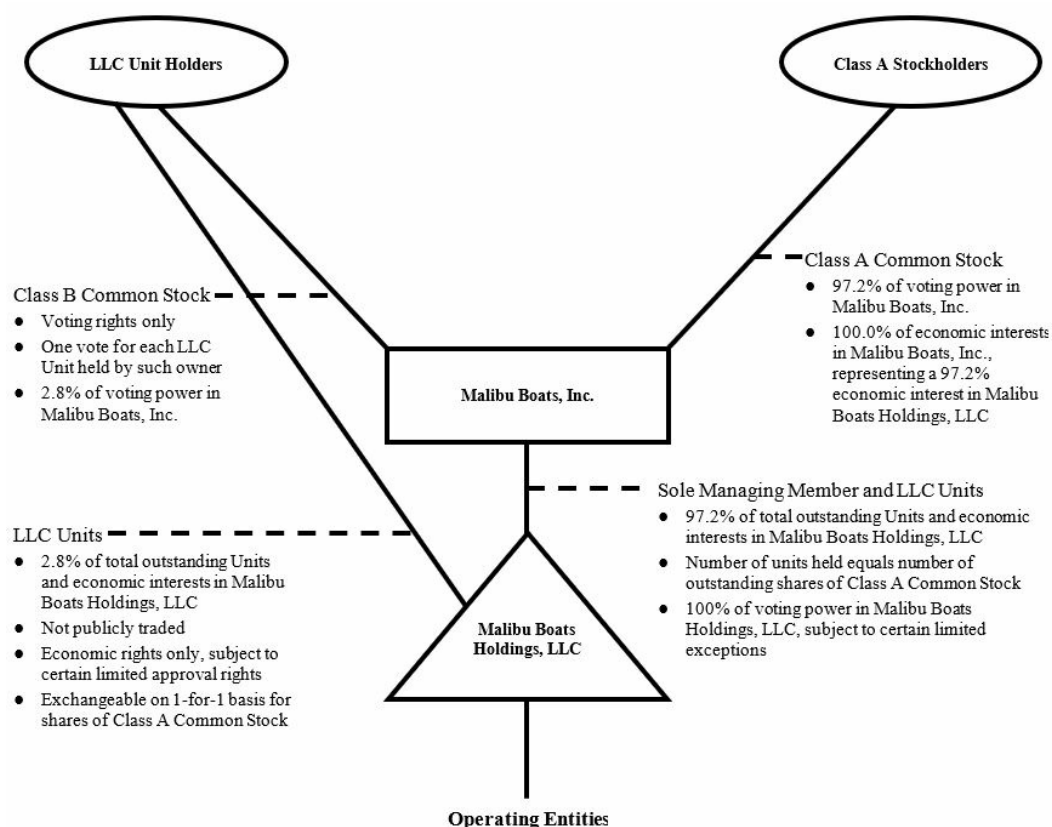 LLC Unit Holders
Class A Stockholders
Class A Common Stock
● 97.2% of voting power in
Malibu Boats, Inc.
● 100.0% of economic interests
in Malibu Boats, Inc.,
representing a 97.2%
economic interest in Malibu
Boats Holdings, LLC
Class B Common Stock
● Voting rights only
● One vote for each LLC
Unit held by such owner
● 2.8% of voting power in
Malibu Boats, Inc.
Malibu Boats, Inc.
Sole Managing Member and LLC Units
● 97.2% of total outstanding Units and economic
interests in Malibu Boats Holdings, LLC
● Number of units held equals number of
outstanding shares of Class A Common Stock
● 100% of voting power in Malibu Boats
Holdings, LLC, subject to certain limited
exceptions
LLC Units
● 2.8% of total outstanding Units
and economic interests in Malibu
Boats Holdings, LLC
● Not publicly traded
● Economic rights only, subject to
certain limited approval rights
● Exchangeable on 1-for-1 basis for
shares of Class A Common Stock
Malibu Boats
Holdings, LLC
Operating Entities